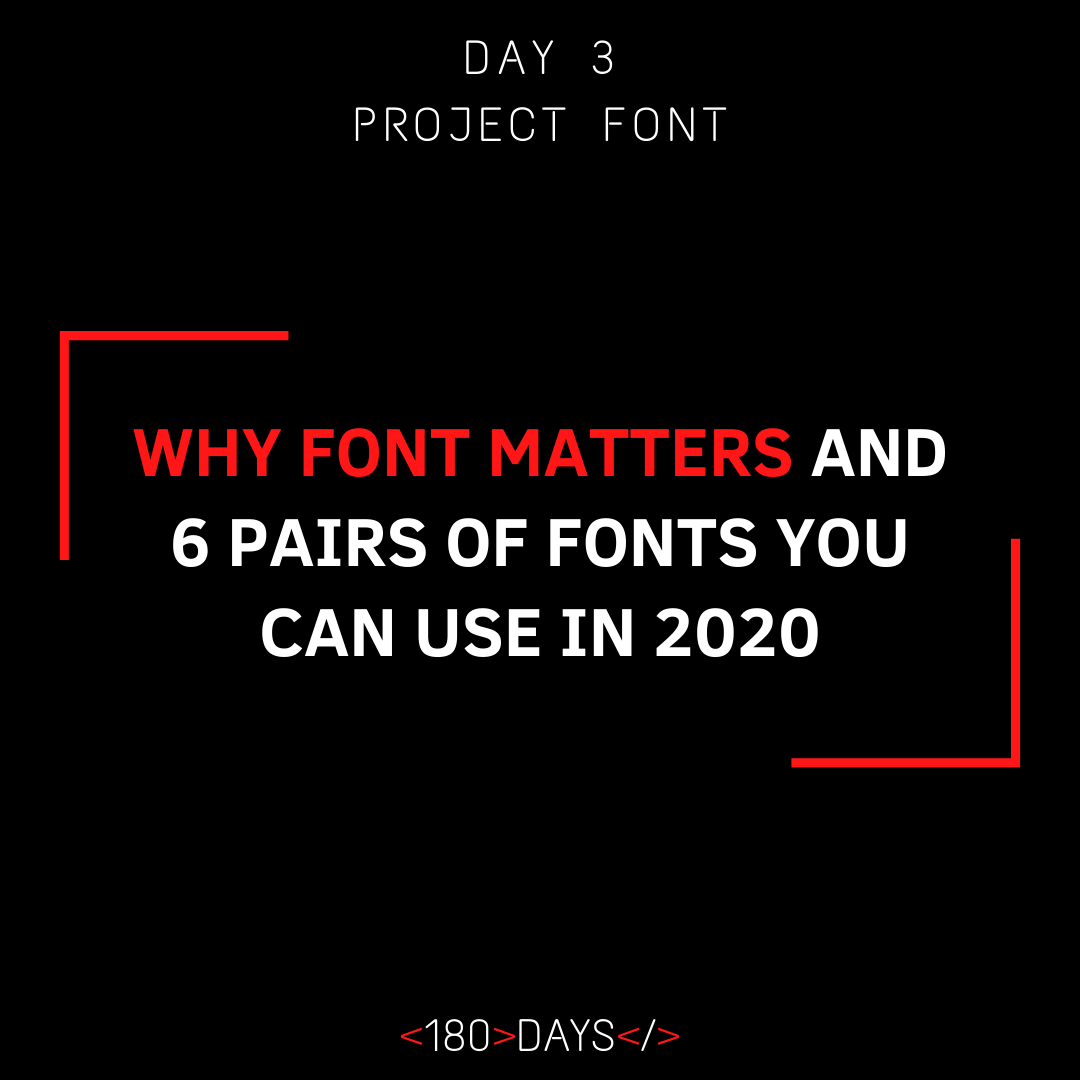 DAY 3
PROJECT FONT
WHY FONT MATTERS AND
6 PAIRS OF FONTS YOU
CAN USE IN 2020
<180>DAYS</>